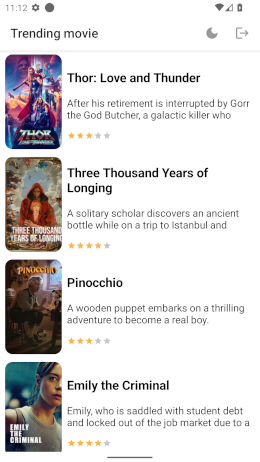 11:12
Trending movie
THOR
Thor: Love and Thunder
After his retirement is interrupted by Gorr
the God Butcher, a galactic killer who
THREE THOUSAND
YEARS OF LONGING
Three Thousand Years of
Longing
A solitary scholar discovers an ancient
bottle while on a trip to Istanbul and
PINOCCHIO
Pinocchio
A wooden puppet embarks on a thrilling
adventure to become a real boy.
EMILY
THE
CRIMINAL
Emily the Criminal
Emily, who is saddled with student debt
and locked out of the job market due to a